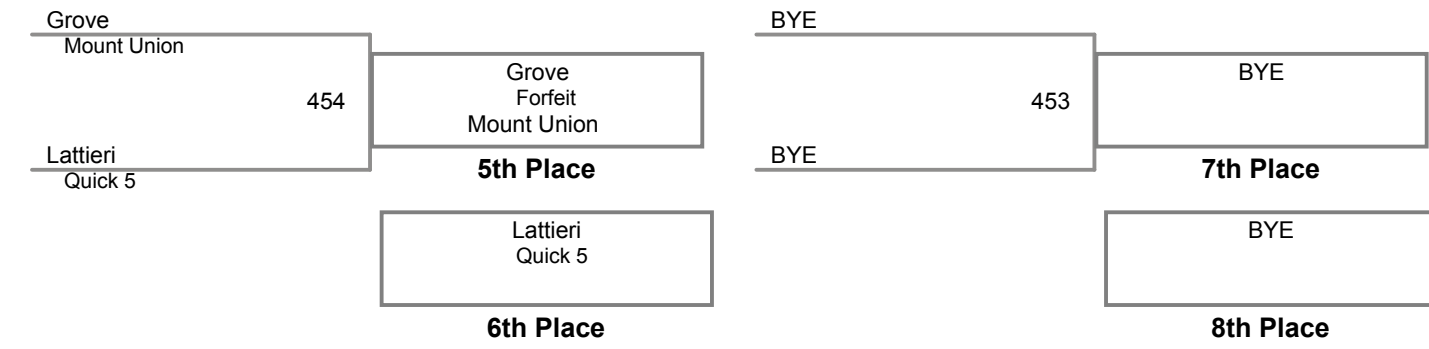 Grove
Mount Union
454
Lattieri
Quick 5
Grove
Forfeit
Mount Union
5th Place
Lattieri
Quick 5
6th Place
BYE
453
BYE
BYE
7th Place
BYE
8th Place